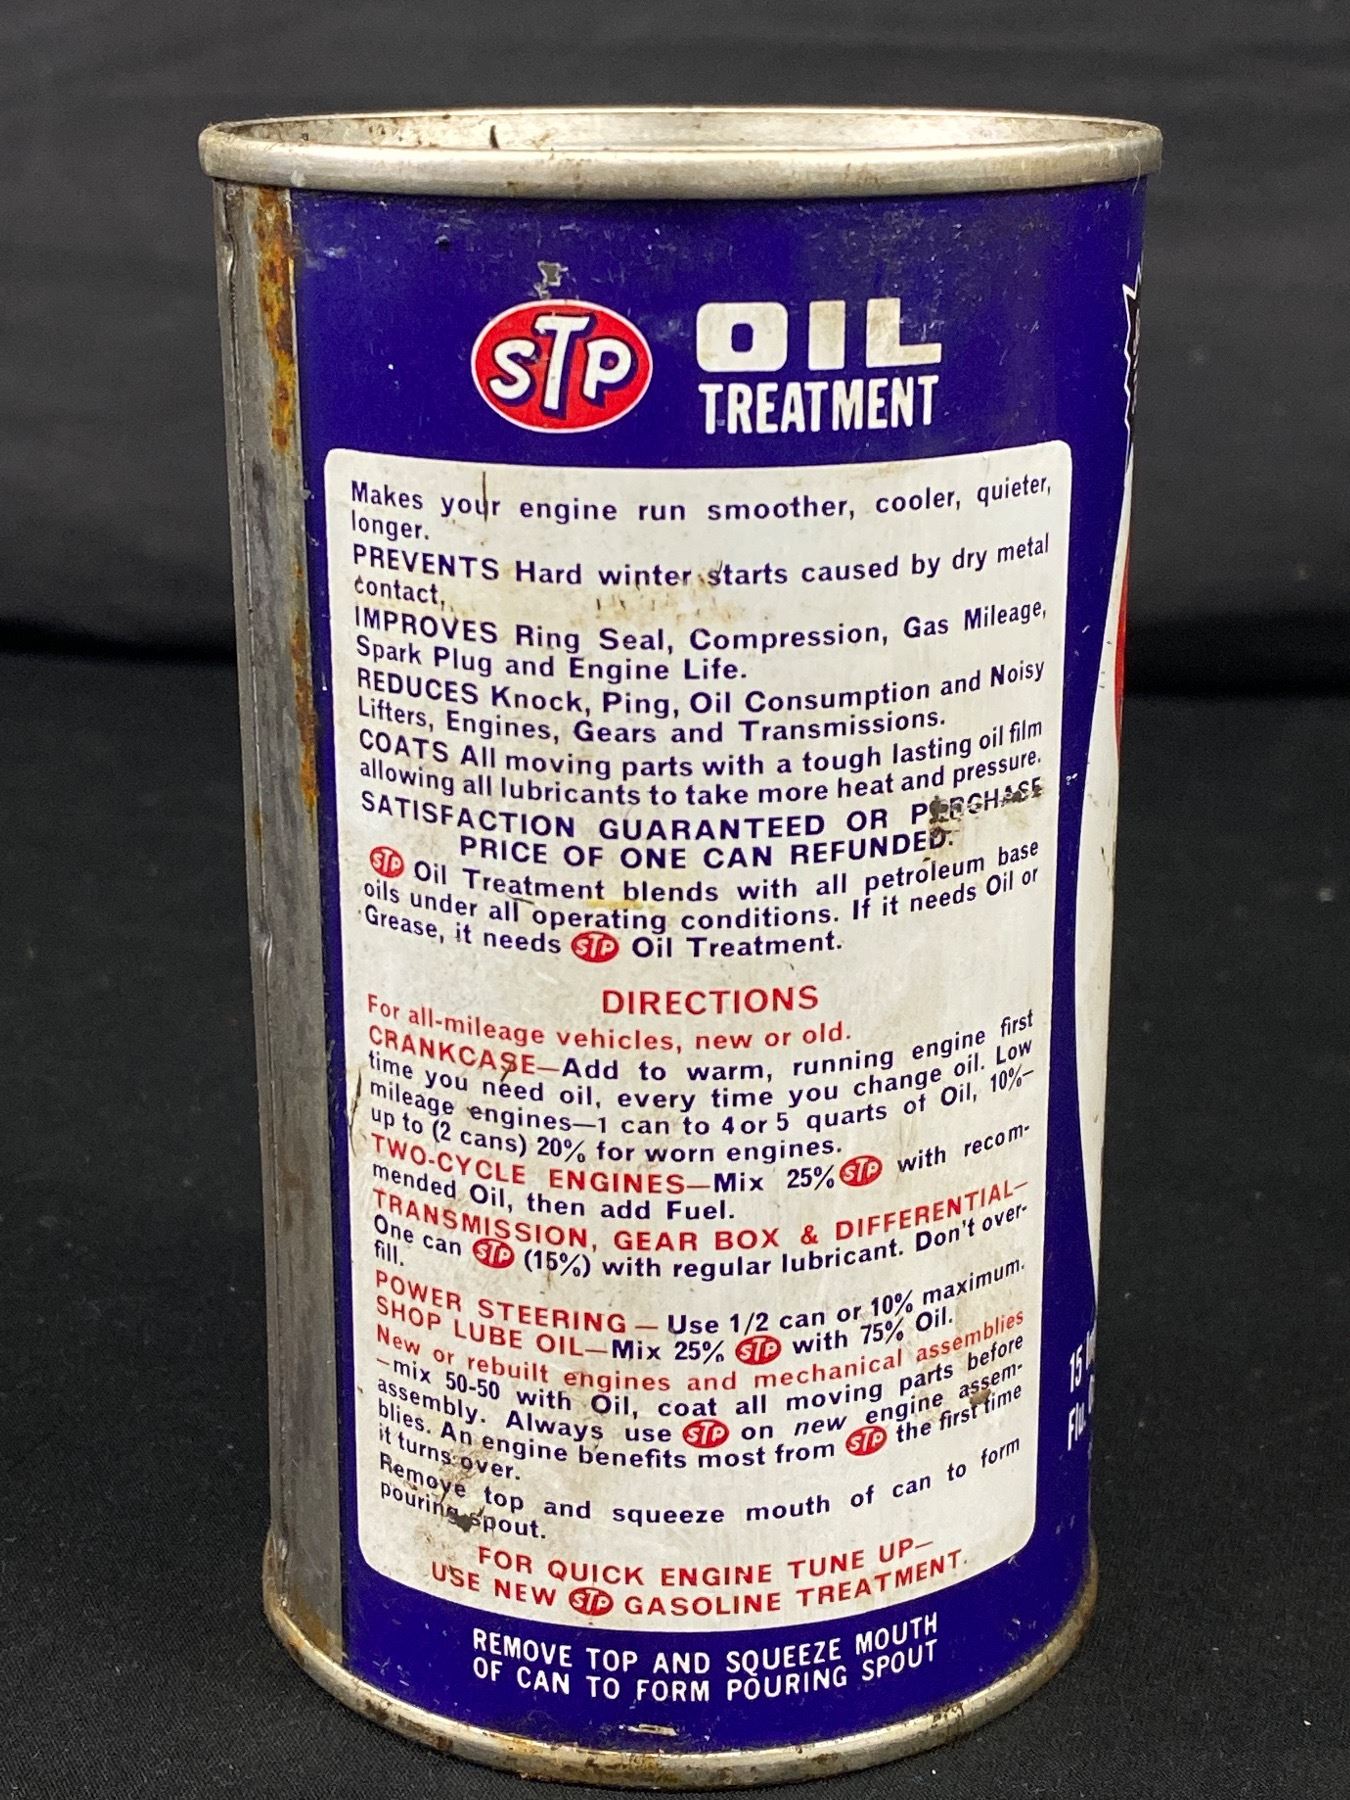 STP OIL
TREATMENT
Makes your engine run smoother, cooler, quieter,
longer.
PREVENTS Hard winter starts caused by dry metal
contact,
IMPROVES Ring Seal, Compression, Gas Mileage,
Spark Plug and Engine Life.
REDUCES Knock, Ping, Oil Consumption and Noisy
Lifters, Engines, Gears and Transmissions.
COATS All moving parts with a tough lasting oil film
allowing all lubricants to take more heat and pressure.
SATISFACTION GUARANTEED OR PURCHASE
PRICE OF ONE CAN REFUNDED.
STP Oil Treatment blends with all petroleum base
oils under all operating conditions. If it needs Oil or
Grease, it needs STP Oil Treatment.
DIRECTIONS
For all-mileage vehicles, new or old.
CRANKCASE—Add to warm, running engine first
time you need oil, every time you change oil. Low
mileage engines—1 can to 4 or 5 quarts of Oil, 10%—
up to (2 cans) 20% for worn engines.
TWO-CYCLE ENGINES—Mix 25% STP with recom-
mended Oil, then add Fuel.
TRANSMISSION, GEAR BOX & DIFFERENTIAL—
One can STP (15%) with regular lubricant. Don't over-
fill.
POWER STEERING — Use 1/2 can or 10% maximum.
SHOP LUBE OIL—Mix 25% STP with 75% Oil.
New or rebuilt engines and mechanical assemblies
—mix 50-50 with Oil, coat all moving parts before
assembly. Always use STP on new engine assem-
blies. An engine benefits most from STP the first time
it turns over.
Remove top and squeeze mouth of can to form
pouring spout.
FOR QUICK ENGINE TUNE UP—
USE NEW STP GASOLINE TREATMENT.
REMOVE TOP AND SQUEEZE MOUTH
OF CAN TO FORM POURING SPOUT
15